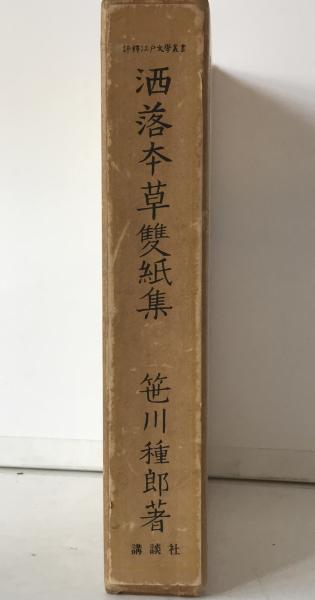 評釋江戸文學叢書
洒落本草雙紙集
笹川種郎著
講談社